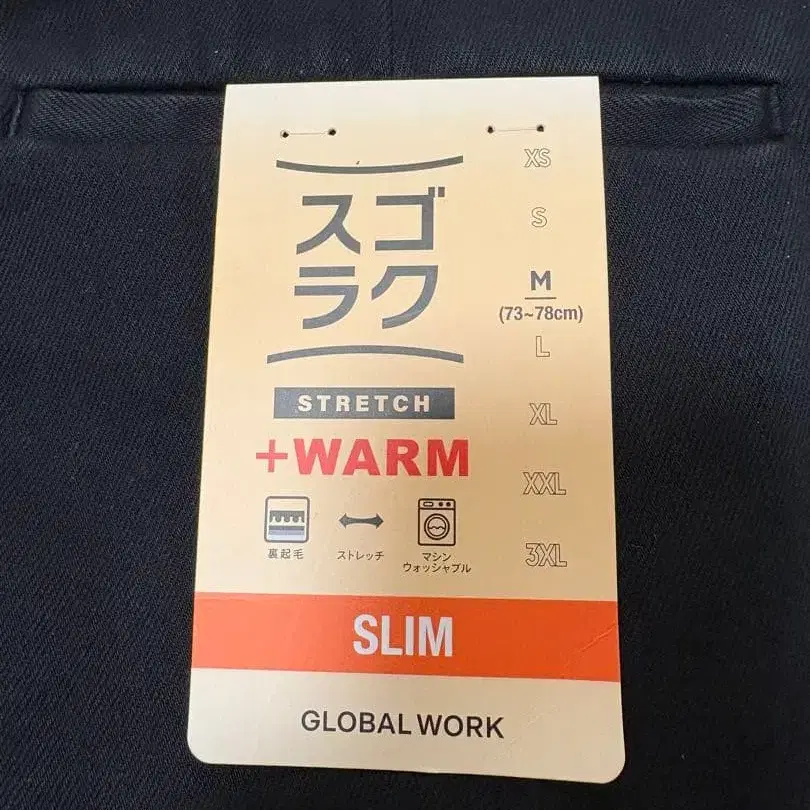 スゴ
ラク
STRETCH
+WARM
裏起毛
ストレッチ
マシン
ウォッシャブル
XS
S
M
(73~78cm)
L
XL
XXL
3XL
SLIM
GLOBAL WORK